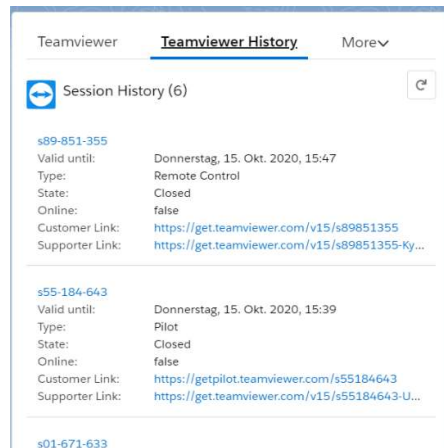 Teamviewer Teamviewer History More
Session History (6)
s89-851-355
Valid until: Donnerstag, 15. Okt. 2020, 15:47
Type: Remote Control
State: Closed
Online: false
Customer Link: https://get.teamviewer.com/v15/s89851355
Supporter Link: https://get.teamviewer.com/v15/s89851355-Ky...
s55-184-643
Valid until: Donnerstag, 15. Okt. 2020, 15:39
Type: Pilot
State: Closed
Online: false
Customer Link: https://getpilot.teamviewer.com/s55184643
Supporter Link: https://get.teamviewer.com/v15/s55184643-U...
s01-671-633